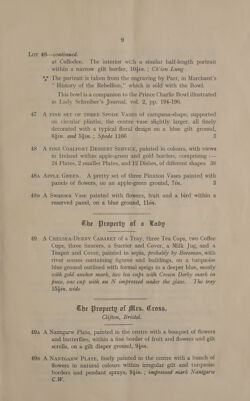 9
Lot 46—continued.
at Culloden. The interior with a similar half-length portrait
within a narrow gilt border, 10¼in. ; Ch'ien Lung
*** The portrait is taken from the engraving by Parr, in Marchant's
" History of the Rebellion," which is sold with the Bowl.
This bowl is a companion to the Prince Charlie Bowl illustrated
in Lady Schreiber's Journal, vol. 2, pp. 194-196.
47 A FINE SET OF THREE SPODE VASES of campana-shape, supported
on circular plinths, the centre vase slightly larger, all finely
decorated with a typical floral design on a blue gilt ground,
and Spode 1166 3
48 A FINE COALPORT DESSERT SERVICE, painted in colours, with views
in Ireland within apple-green and gold borders, comprising :—
24 Plates, 2 smaller Plates, and 12 Dishes, of different shapes 38
48A APPLE GREEN. A pretty set of three Flaxon Vases painted with
panels of flowers, on an apple-green ground, 7in. 3
48A A Swansea Vase painted with flowers, fruit and a bird within a
reserved panel, on a blue ground, 11in.
The Property of a Lady
49 A CHELSEA-DERBY CABARET of a Tray, three Tea Cups, two Coffee
Cups, three Saucers, a Sucrier and Cover, a Milk Jug, and a
Teapot and Cover, painted in sepia, probably by Boreman, with
river scenes containing figures and buildings, on a turquoise
blue ground outlined with formal sprigs in a deeper blue, mostly
with gold anchor mark, two tea cups with Crown Derby mark in
puce, one cup with an N impressed under the glaze. The tray
15¼in. wide
The Property of Mrs. Cross,
Clifton, Bristol.
49A A Nantgarw Plate, painted in the centre with a bouquet of flowers
and butterflies, within a fine border of fruit and flowers and gilt
scrolls, on a gilt diaper ground,
49A A NANTGARW PLATE, finely painted in the centre with a bunch of
flowers in natural colours within irregular gilt and turquoise
borders and pendant sprays, impressed mark Nantgarw
C.W.